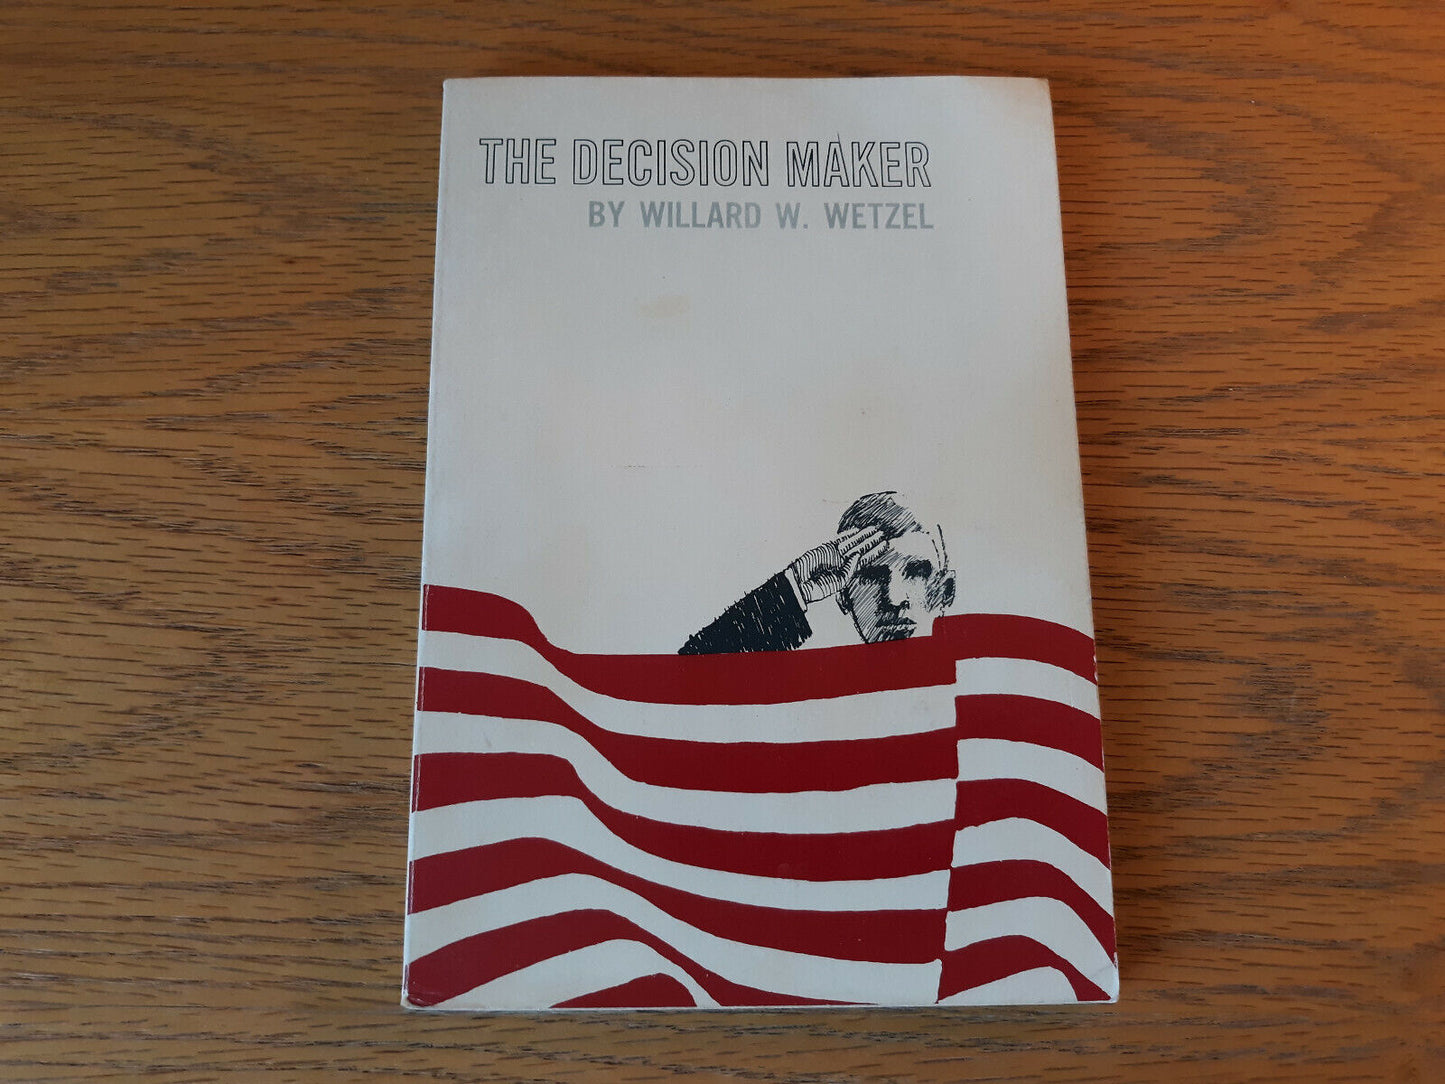 THE DECISION MAKER
BY WILLARD W. WETZEL